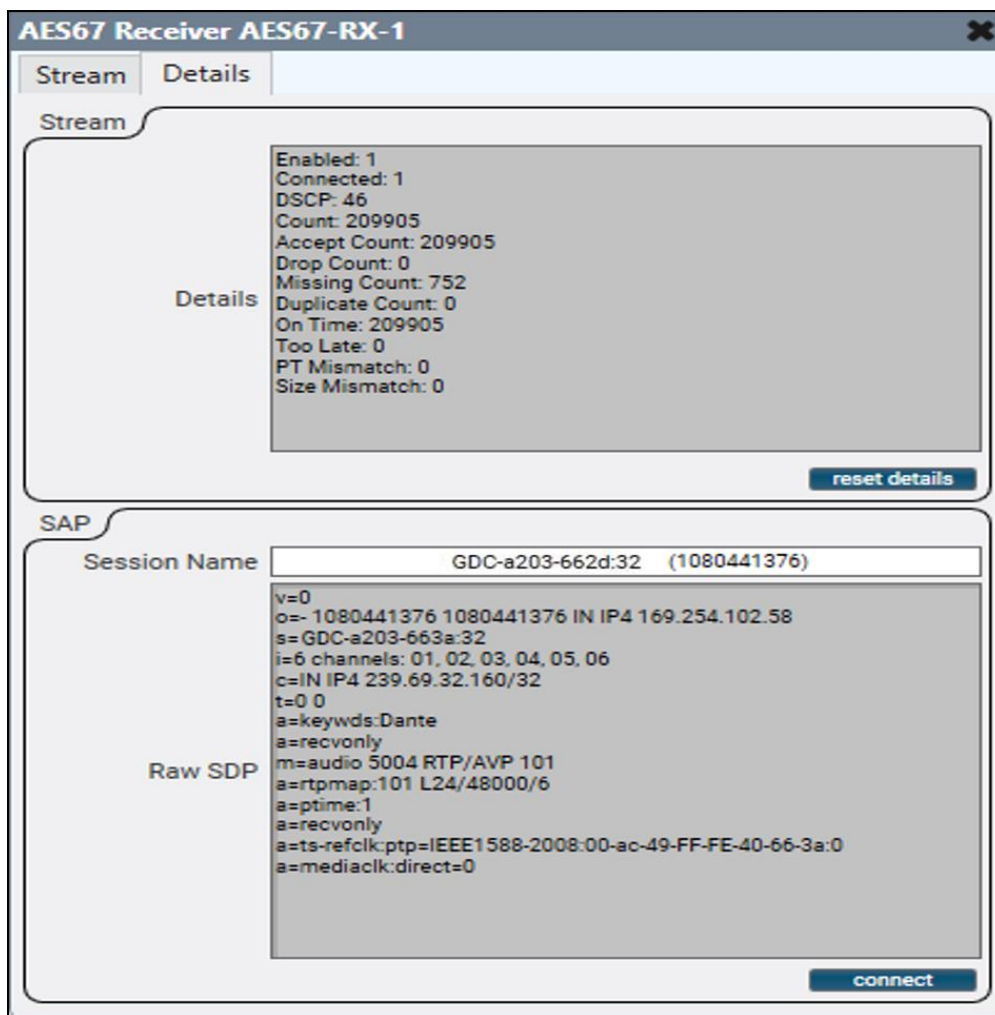 AES67 Receiver AES67-RX-1
Stream Details
Stream
Details
Enabled: 1
Connected: 1
DSCP: 46
Count: 209905
Accept Count: 209905
Drop Count: 0
Missing Count: 752
Duplicate Count: 0
On Time: 209905
Too Late: 0
PT Mismatch: 0
Size Mismatch: 0
reset details
SAP
Session Name GDC-a203-662d:32 (1080441376)
Raw SDP
v=0
o=- 1080441376 1080441376 IN IP4 169.254.102.58
s=GDC-a203-663a:32
i=6 channels: 01, 02, 03, 04, 05, 06
c=IN IP4 239.69.32.160/32
t=0 0
a=keywds:Dante
a=recvonly
m=audio 5004 RTP/AVP 101
a=rtpmap:101 L24/48000/6
a=ptime:1
a=recvonly
a=ts-refclk:ptp=IEEE1588-2008:00-ac-49-FF-FE-40-66-3a:0
a=mediaclk:direct=0
connect